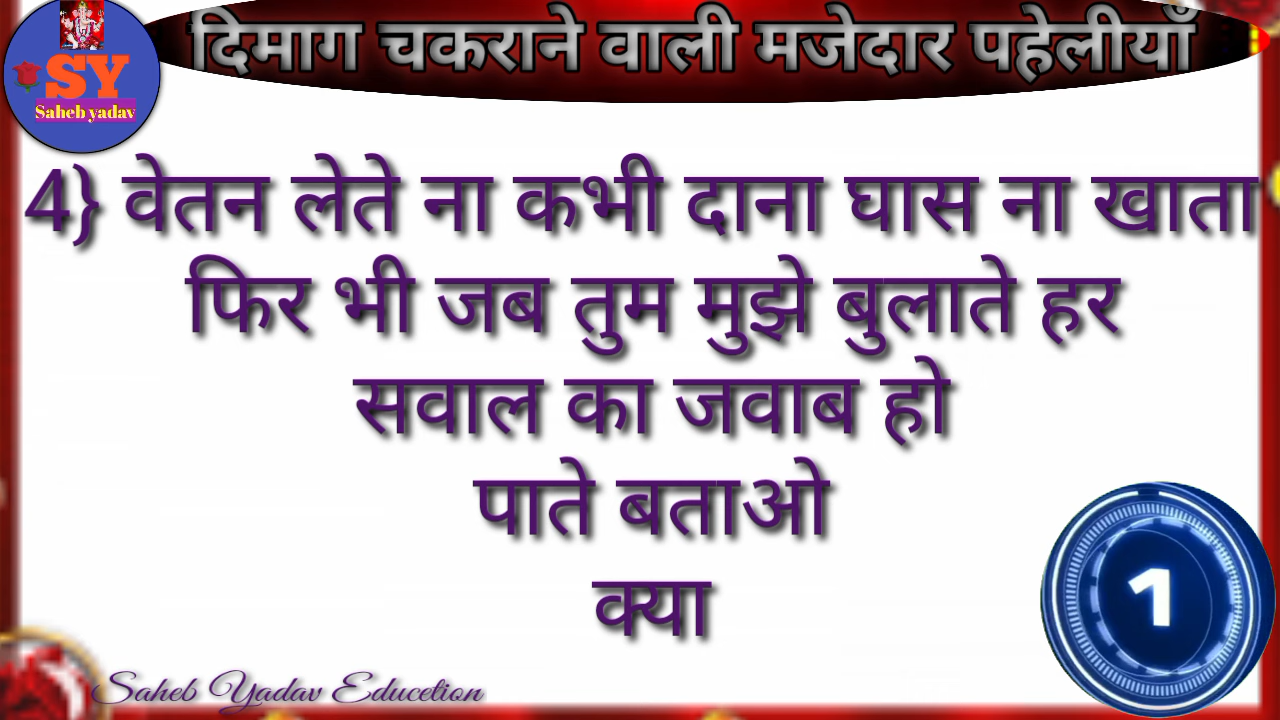 दिमाग चकराने वाली मजेदार पहेलीयाँ
SY
Saheb yadav
4} वेतन लेते ना कभी दाना घास ना खाता
फिर भी जब तुम मुझे बुलाते हर
सवाल का जवाब हो
पाते बताओ
क्या
1
Saheb Yadav Educetion